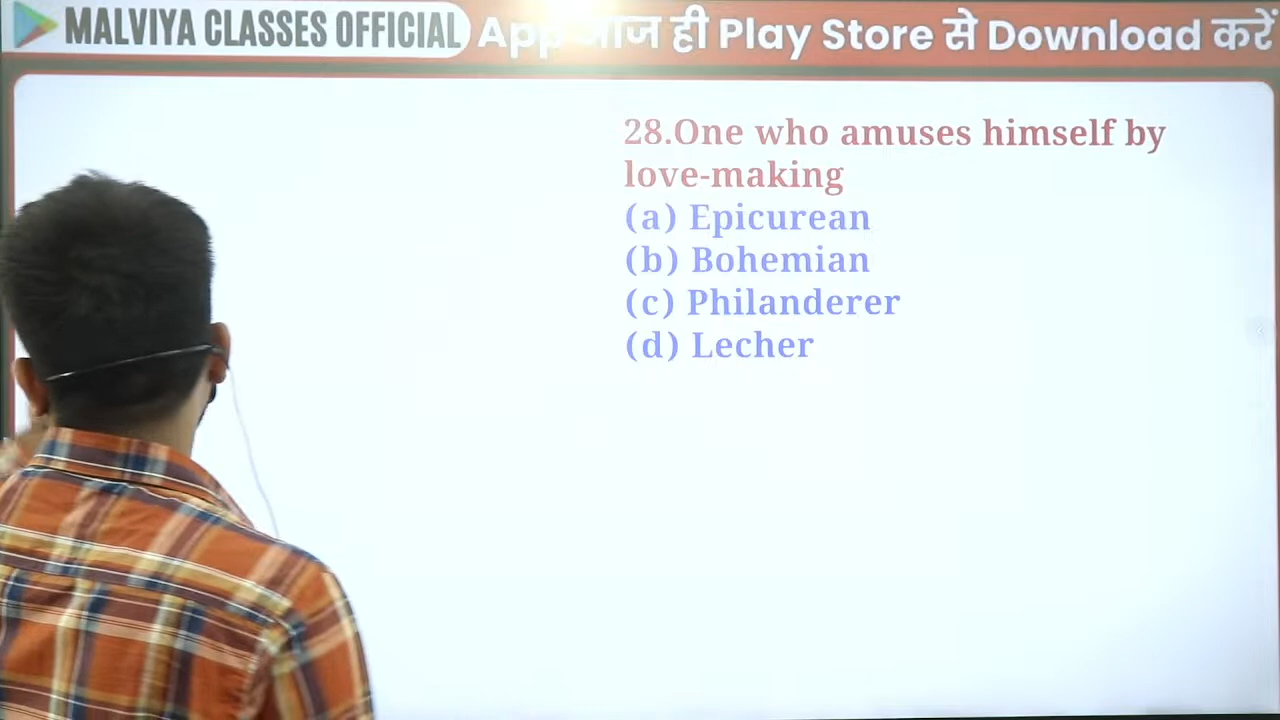 MALVIYA CLASSES OFFICIAL App आज ही Play Store से Download करें
28.One who amuses himself by
love-making
(a) Epicurean
(b) Bohemian
(c) Philanderer
(d) Lecher